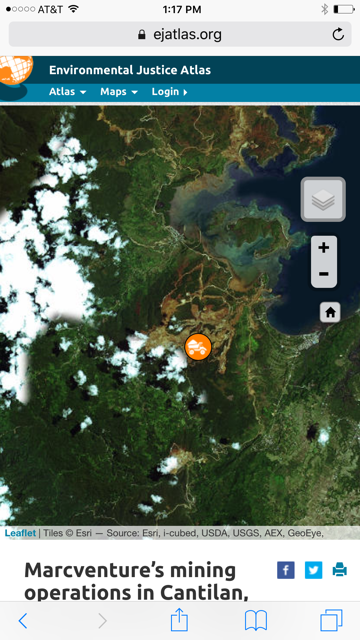 AT&T 1:17 PM
ejatlas.org
Environmental Justice Atlas
Atlas Maps Login
+
−
Leaflet | Tiles © Esri — Source: Esri, i-cubed, USDA, USGS, AEX, GeoEye,
Marcventure's mining
operations in Cantilan,